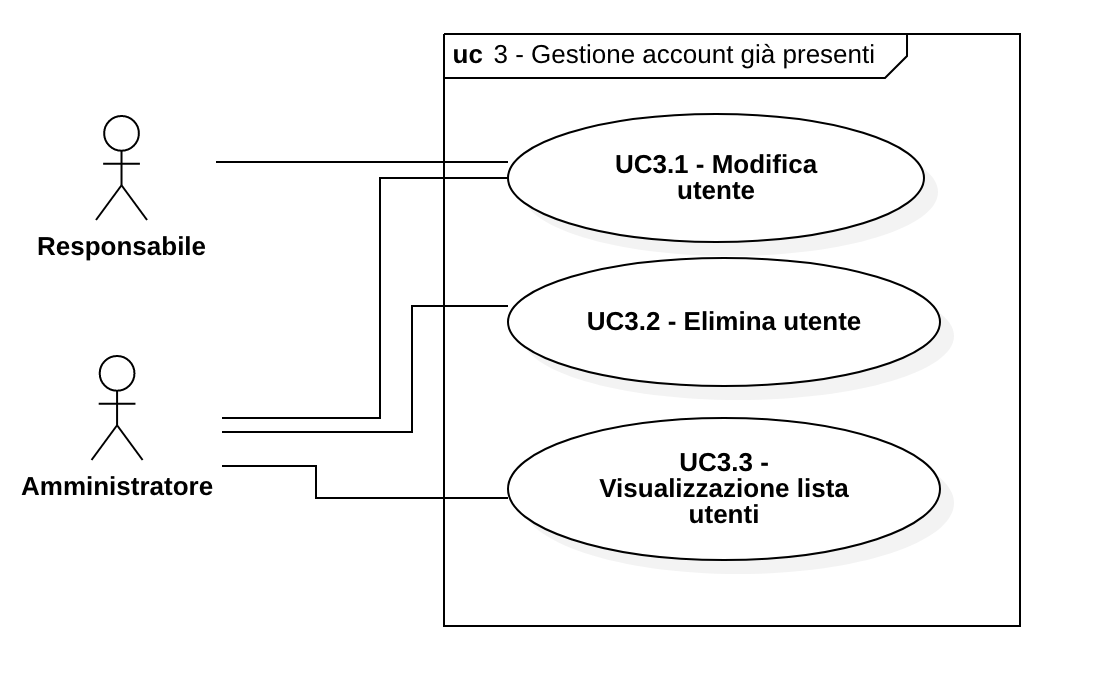 uc 3 - Gestione account già presenti
Responsabile
UC3.1 - Modifica
utente
UC3.2 - Elimina utente
Amministratore
UC3.3 -
Visualizzazione lista
utenti